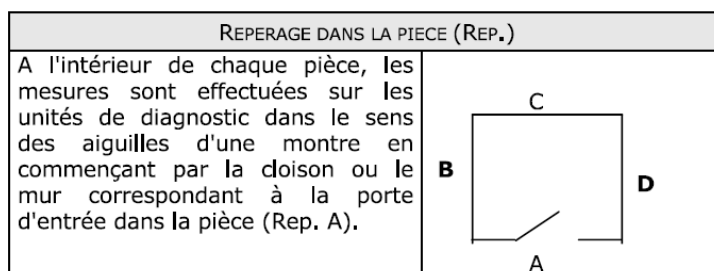 REPERAGE DANS LA PIECE (REP.)
A l'intérieur de chaque pièce, les
mesures sont effectuées sur les
unités de diagnostic dans le sens
des aiguilles d'une montre en
commençant par la cloison ou le
mur correspondant à la porte
d'entrée dans la pièce (Rep. A).
C
B
D
A